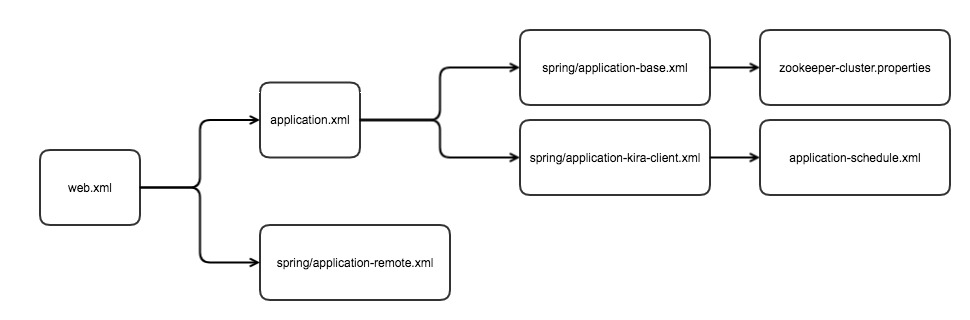 spring/application-base.xml
zookeeper-cluster.properties
application.xml
spring/application-kira-client.xml
application-schedule.xml
web.xml
spring/application-remote.xml